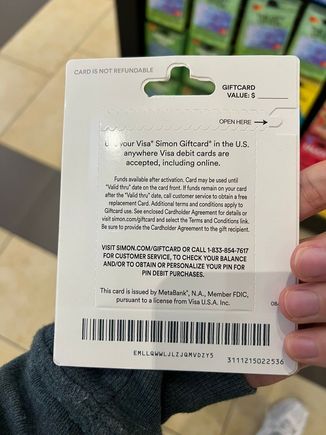 CARD IS NOT REFUNDABLE
GIFTCARD
VALUE: $
OPEN HERE
your Visa® Simon Giftcard® in the U.S.
anywhere Visa debit cards are
accepted, including online.
Funds available after activation. Card may be used
until "Valid thru" date on the card front. If funds remain on your card
after the "Valid thru" date, call customer service to obtain a free
replacement Card. Additional terms and conditions apply to
Giftcard use. See enclosed Cardholder Agreement for details or
visit simon.com/giftcard and select the Terms and Conditions link.
Be sure to provide the Cardholder Agreement to the gift recipient.
VISIT SIMON.COM/GIFTCARD OR CALL 1-833-854-7617
FOR CUSTOMER SERVICE, TO CHECK YOUR BALANCE
AND/OR TO OBTAIN OR PERSONALIZE YOUR PIN FOR
PIN DEBIT PURCHASES.
This card is issued by MetaBank®, N.A., Member FDIC,
pursuant to a license from Visa U.S.A. Inc.
EMLLQWWLJLZJQMVDZY5
3111215022536